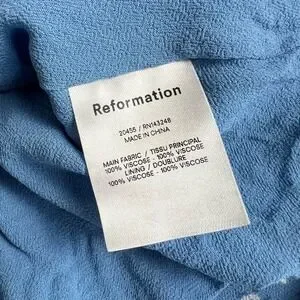 Reformation
20456 / RN143248
MADE IN CHINA
MAIN FABRIC / TISSU PRINCIPAL
100% VISCOSE - 100% VISCOSE
LINING / DOUBLURE
100% VISCOSE - 100% VISCOSE